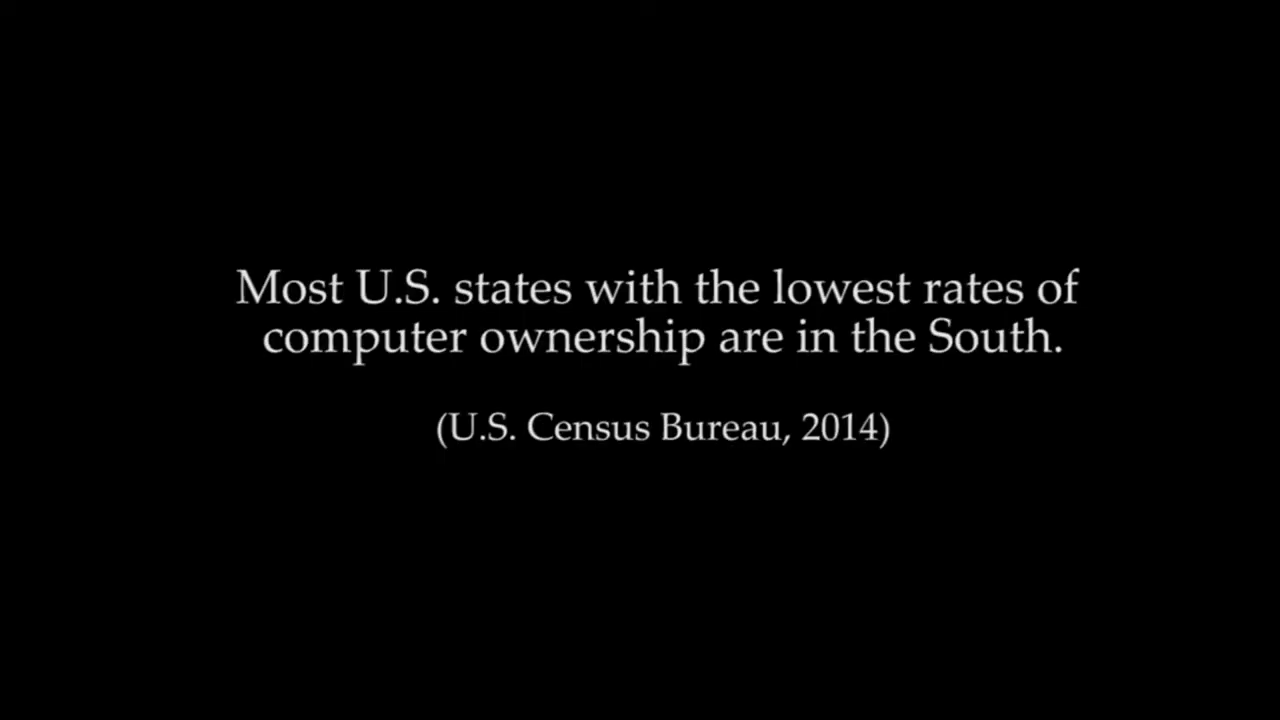 Most U.S. states with the lowest rates of
computer ownership are in the South.
(U.S. Census Bureau, 2014)